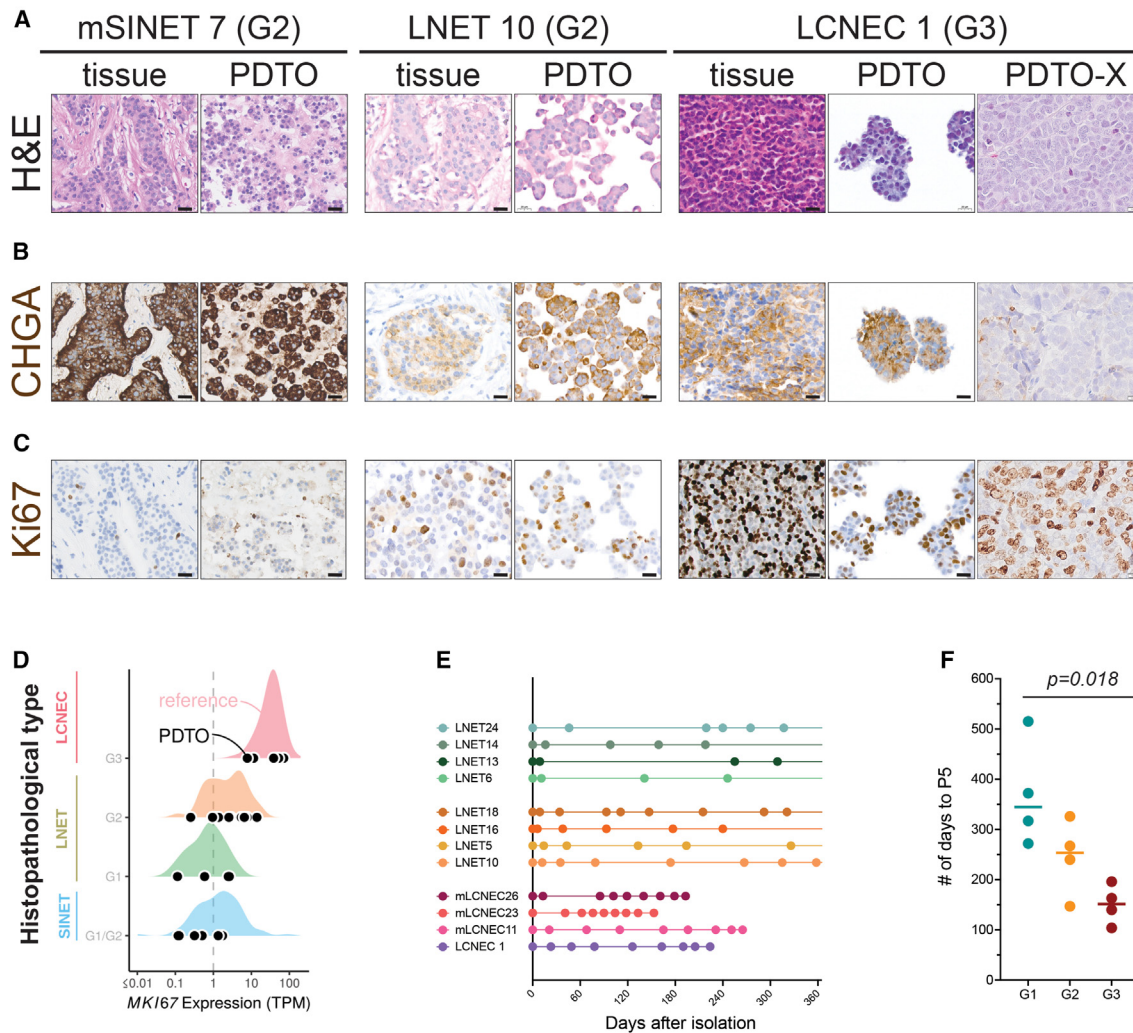 A
mSINET 7 (G2) LNET 10 (G2) LCNEC 1 (G3)
tissue PDTO tissue PDTO tissue PDTO PDTO-X
H&E
B
CHGA
C
Ki67
D
Histopathological type
LCNEC
LNET
SINET
reference
PDTO
G3
G2
G1
G1/G2
≤0.01 0.1 1 10 100
MKI67 Expression (TPM)
E
LNET24
LNET14
LNET13
LNET6
LNET18
LNET16
LNET5
LNET10
mLCNEC26
mLCNEC23
mLCNEC11
LCNEC 1
0 60 120 180 240 300 360
Days after isolation
F
p=0.018
# of days to P5
600
500
400
300
200
150
100
0
G1 G2 G3